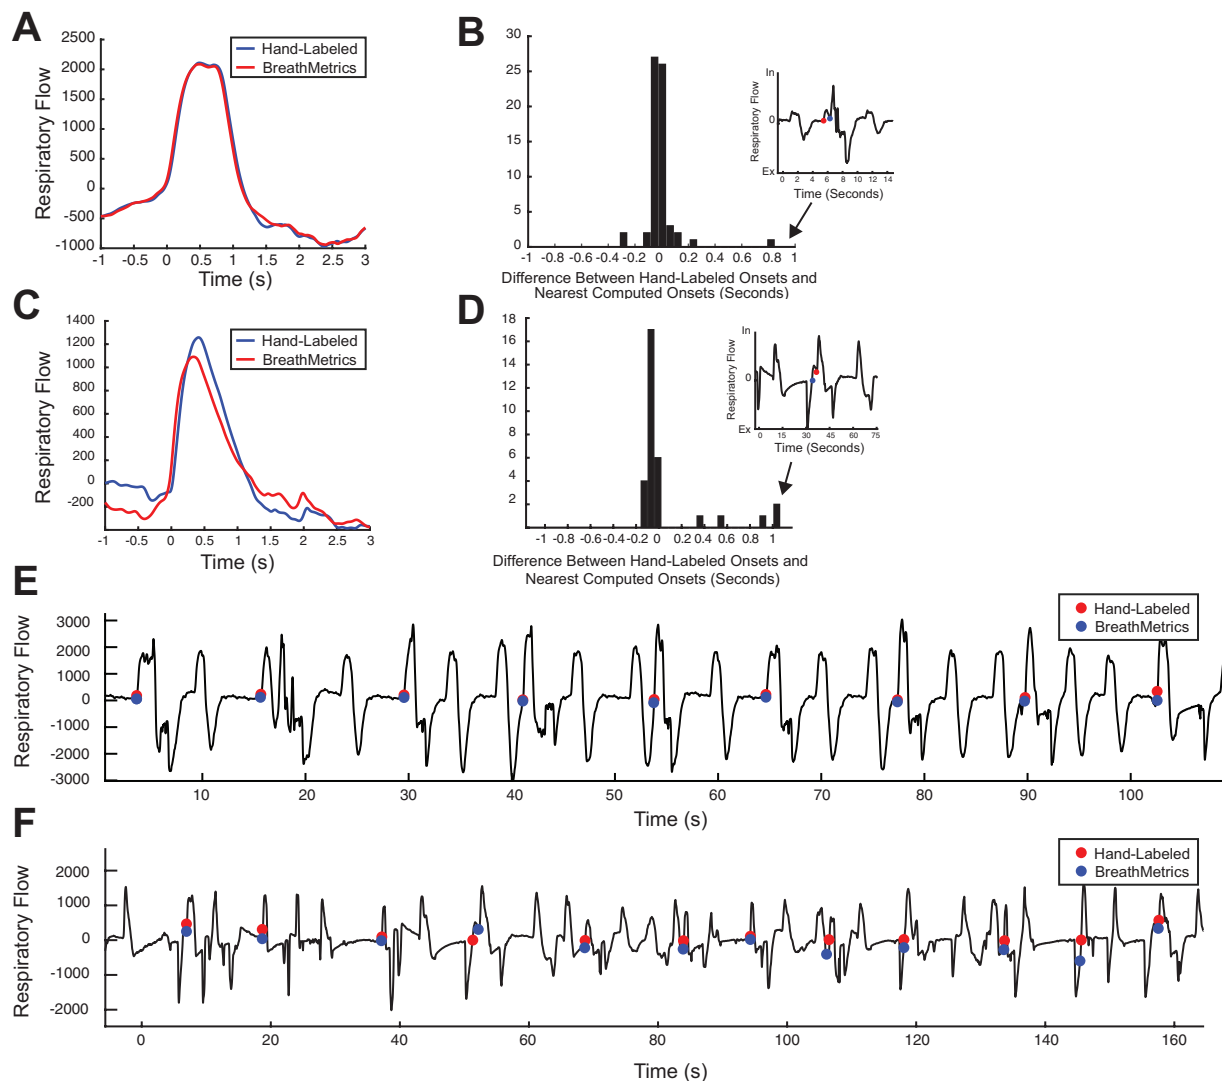 A
2500
2000
1500
1000
500
0
-500
-1000
Respiratory Flow
Hand-Labeled
BreathMetrics
-1 -0.5 0 0.5 1 1.5 2 2.5 3
Time (s)
B
30
25
20
15
10
5
0
-1 -0.8 -0.6 -0.4 -0.2 0 0.2 0.4 0.6 0.8 1
Difference Between Hand-Labeled Onsets and
Nearest Computed Onsets (Seconds)
In
0
Ex
Respiratory Flow
0 2 4 6 8 10 12 14
Time (Seconds)
C
1400
1200
1000
800
600
400
200
0
-200
Respiratory Flow
Hand-Labeled
BreathMetrics
-1 -0.5 0 0.5 1 1.5 2 2.5 3
Time (s)
D
18
16
14
12
10
8
6
4
2
-1 -0.8 -0.6 -0.4 -0.2 0 0.2 0.4 0.6 0.8 1
Difference Between Hand-Labeled Onsets and
Nearest Computed Onsets (Seconds)
In
0
Ex
Respiratory Flow
0 15 30 45 60 75
Time (Seconds)
E
3000
2000
1000
0
-1000
-2000
-3000
Respiratory Flow
Hand-Labeled
BreathMetrics
10 20 30 40 50 60 70 80 90 100
Time (s)
F
2000
1000
0
-1000
-2000
Respiratory Flow
Hand-Labeled
BreathMetrics
0 20 40 60 80 100 120 140 160
Time (s)